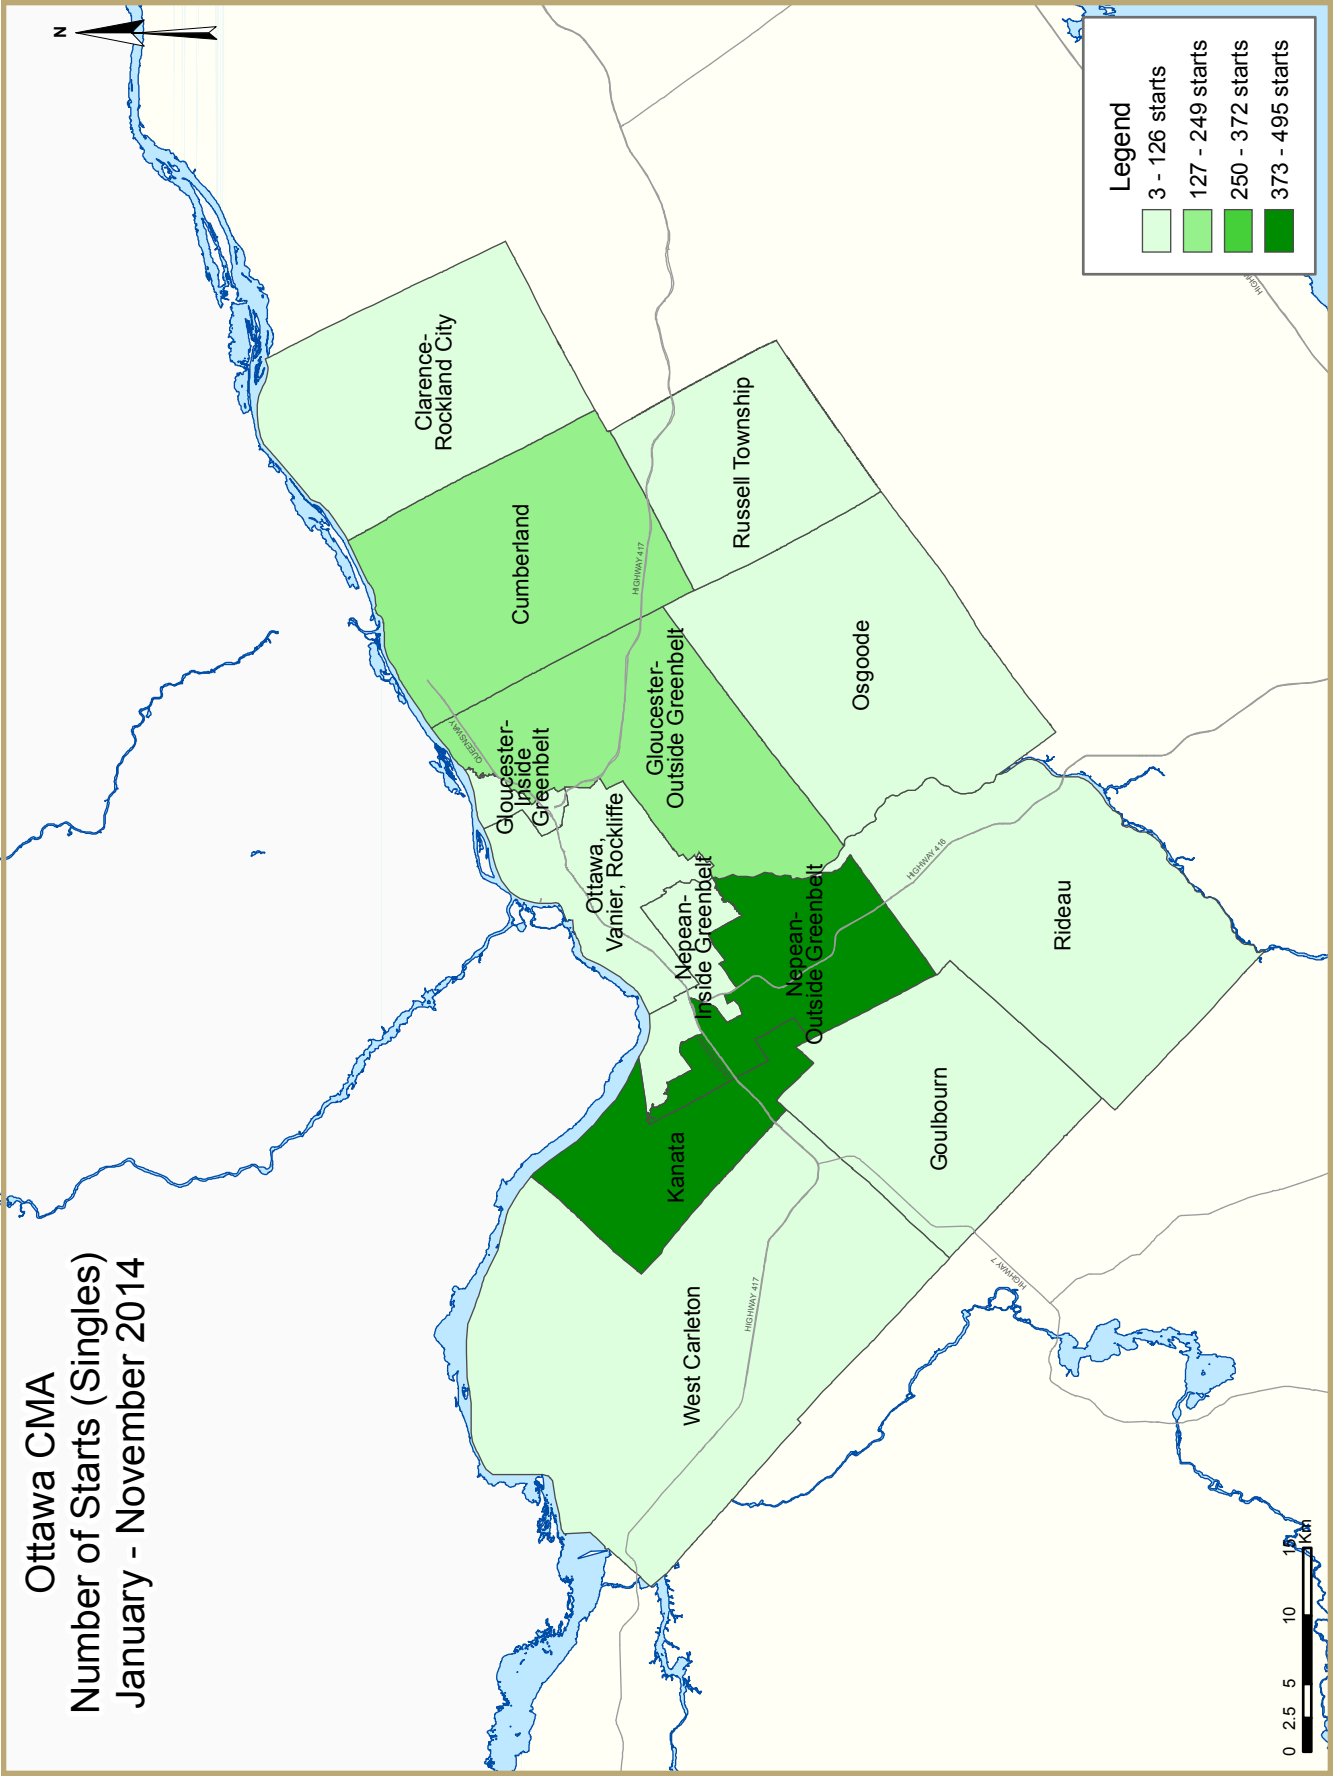 Ottawa CMA
Number of Starts (Singles)
January - November 2014
N
Clarence-
Rockland City
Cumberland
HIGHWAY 417
Russell Township
QUEENSWAY
Gloucester-
Inside
Greenbelt
Gloucester-
Outside Greenbelt
Osgoode
Ottawa,
Vanier, Rockliffe
Nepean-
Inside Greenbelt
Nepean-
Outside Greenbelt
HIGHWAY 416
Rideau
Kanata
Goulbourn
West Carleton
HIGHWAY 417
HIGHWAY 7
Legend
3 - 126 starts
127 - 249 starts
250 - 372 starts
373 - 495 starts
0 2.5 5 10 15
Km